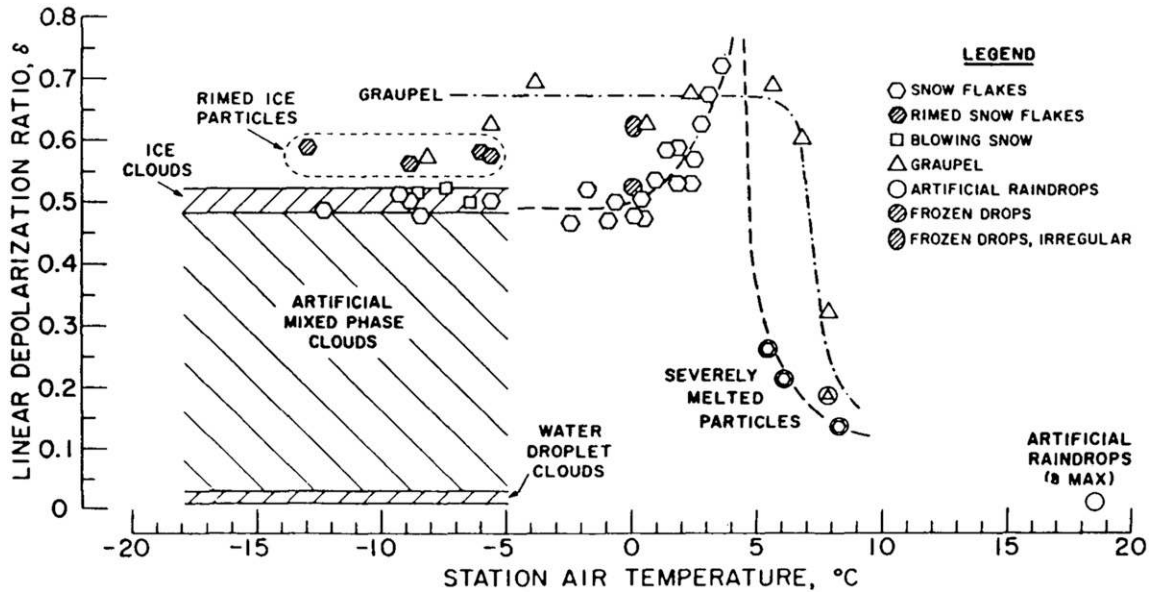 LINEAR DEPOLARIZATION RATIO, δ
0.8
0.7
0.6
0.5
0.4
0.3
0.2
0.1
0
RIMED ICE
PARTICLES
ICE
CLOUDS
GRAUPEL
ARTIFICIAL
MIXED PHASE
CLOUDS
WATER
DROPLET
CLOUDS
SEVERELY
MELTED
PARTICLES
LEGEND
SNOW FLAKES
RIMED SNOW FLAKES
BLOWING SNOW
GRAUPEL
ARTIFICIAL RAINDROPS
FROZEN DROPS
FROZEN DROPS, IRREGULAR
ARTIFICIAL
RAINDROPS
(δ MAX)
-20 -15 -10 -5 0 5 10 15 20
STATION AIR TEMPERATURE, °C